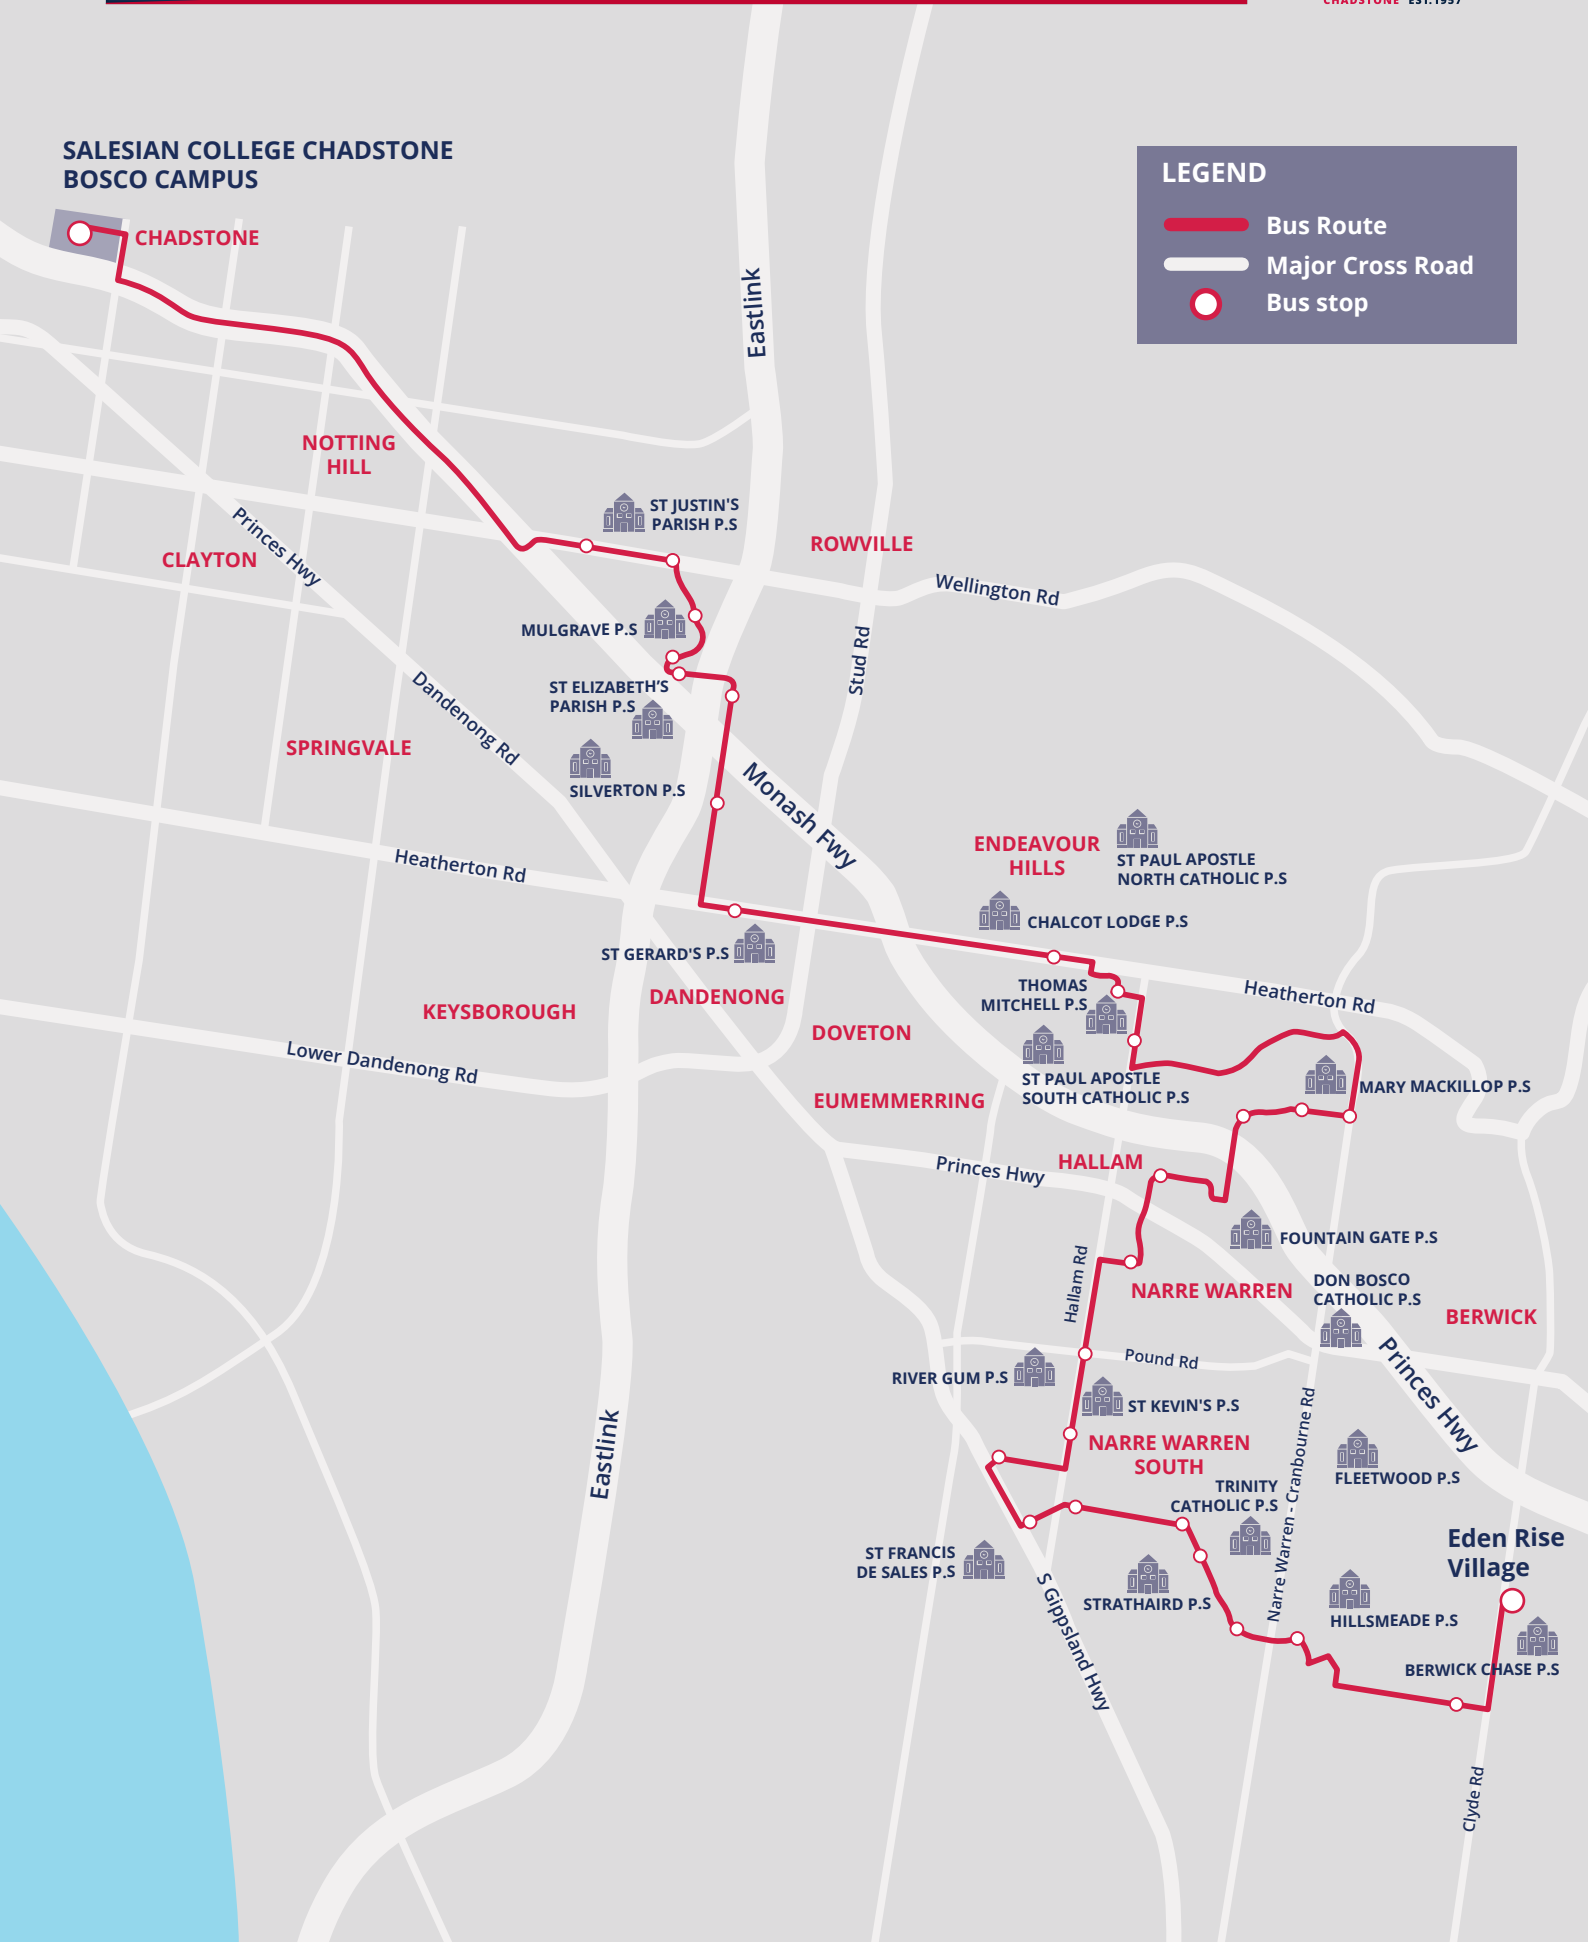 CHADSTONE EST.1957
SALESIAN COLLEGE CHADSTONE
BOSCO CAMPUS
CHADSTONE
LEGEND
Bus Route
Major Cross Road
Bus stop
Eastlink
NOTTING
HILL
ST JUSTIN'S
PARISH P.S
Princes Hwy
CLAYTON
ROWVILLE
Wellington Rd
MULGRAVE P.S
Stud Rd
ST ELIZABETH'S
PARISH P.S
Dandenong Rd
SPRINGVALE
SILVERTON P.S
Monash Fwy
Heatherton Rd
ENDEAVOUR
HILLS
ST PAUL APOSTLE
NORTH CATHOLIC P.S
CHALCOT LODGE P.S
ST GERARD'S P.S
THOMAS
MITCHELL P.S
Heatherton Rd
DANDENONG
KEYSBOROUGH
DOVETON
Lower Dandenong Rd
ST PAUL APOSTLE
SOUTH CATHOLIC P.S
MARY MACKILLOP P.S
EUMEMMERRING
Princes Hwy
HALLAM
FOUNTAIN GATE P.S
Hallam Rd
NARRE WARREN
DON BOSCO
CATHOLIC P.S
BERWICK
Pound Rd
RIVER GUM P.S
Princes Hwy
ST KEVIN'S P.S
Eastlink
NARRE WARREN
SOUTH
Narre Warren - Cranbourne Rd
FLEETWOOD P.S
TRINITY
CATHOLIC P.S
ST FRANCIS
DE SALES P.S
Eden Rise
Village
STRATHAIRD P.S
S Gippsland Hwy
HILLSMEADE P.S
BERWICK CHASE P.S
Clyde Rd